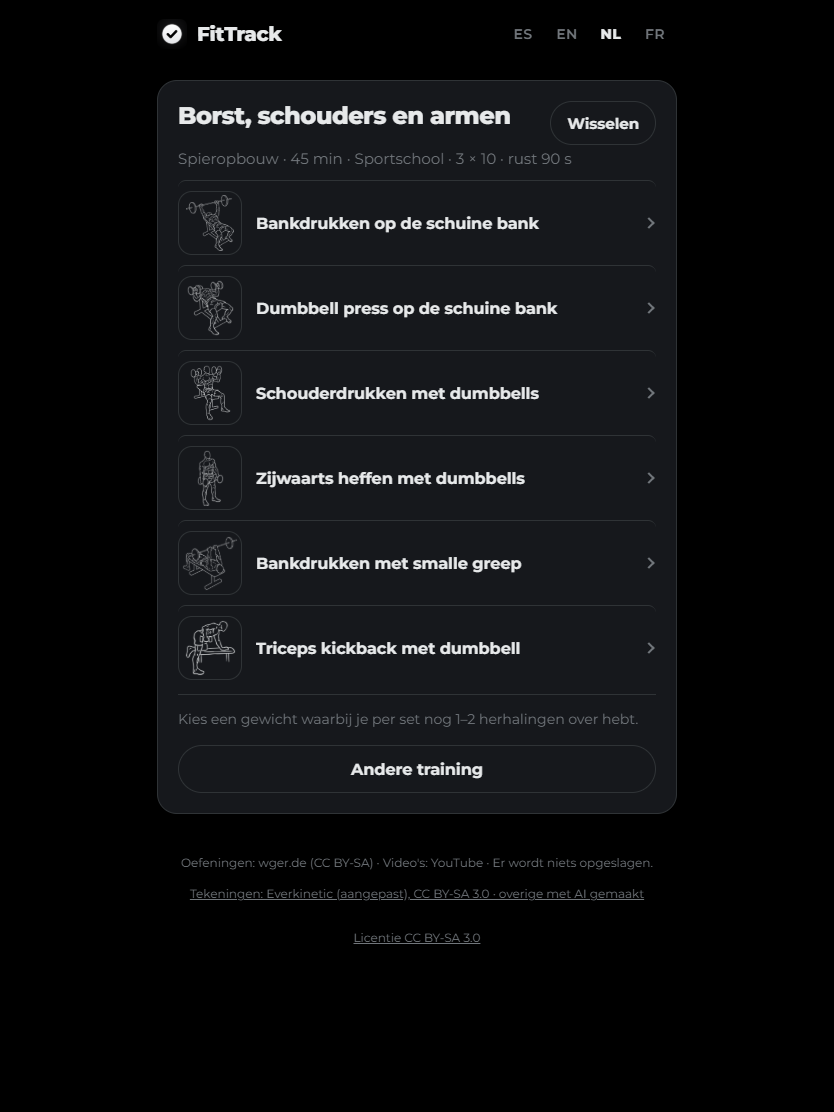 FitTrack
ES EN NL FR
Borst, schouders en armen
Wisselen
Spieropbouw · 45 min · Sportschool · 3 × 10 · rust 90 s
Bankdrukken op de schuine bank
Dumbbell press op de schuine bank
Schouderdrukken met dumbbells
Zijwaarts heffen met dumbbells
Bankdrukken met smalle greep
Triceps kickback met dumbbell
Kies een gewicht waarbij je per set nog 1–2 herhalingen over hebt.
Andere training
Oefeningen: wger.de (CC BY-SA) · Video's: YouTube · Er wordt niets opgeslagen.
Tekeningen: Everkinetic (aangepast), CC BY-SA 3.0 · overige met AI gemaakt
Licentie CC BY-SA 3.0